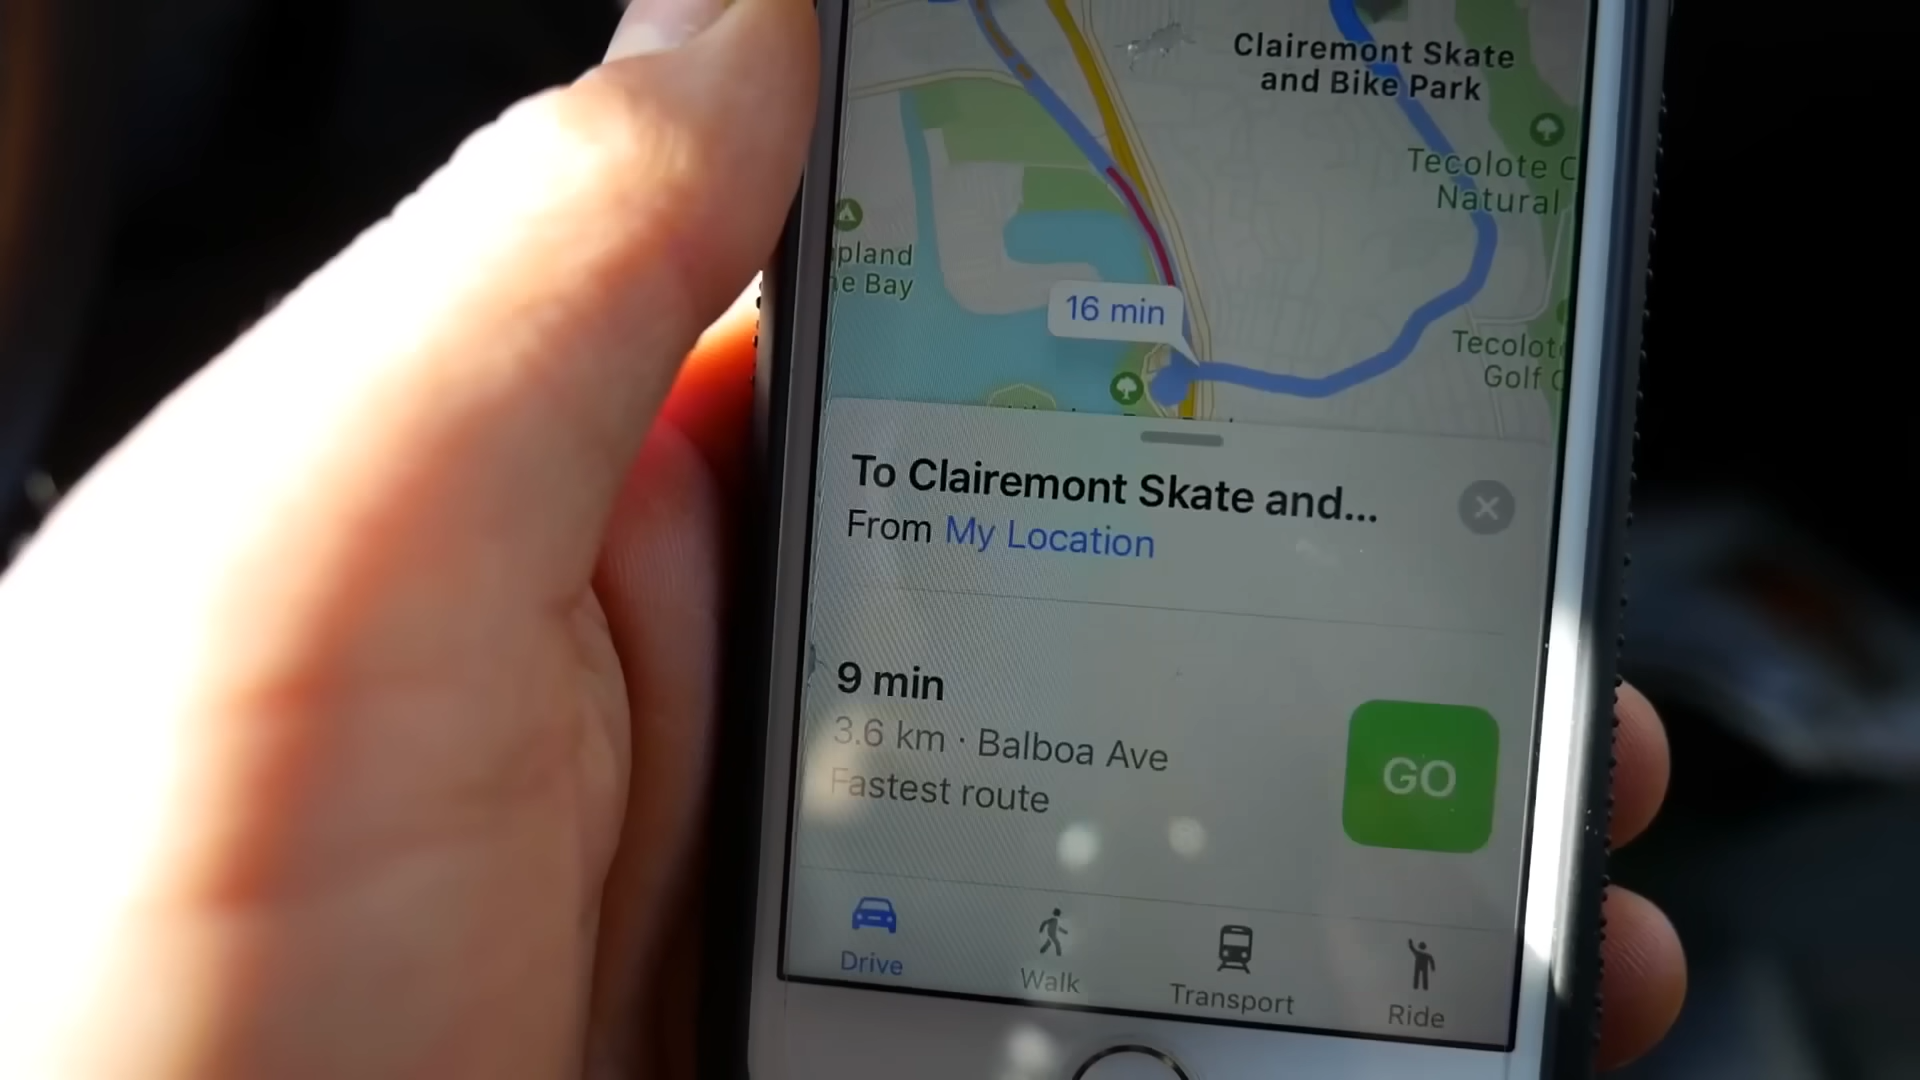 Clairemont Skate
and Bike Park
Tecolote C
Natural
pland
e Bay
16 min
Tecolot
Golf C
To Clairemont Skate and...
From My Location
9 min
3.6 km · Balboa Ave
Fastest route
GO
Drive
Walk
Transport
Ride